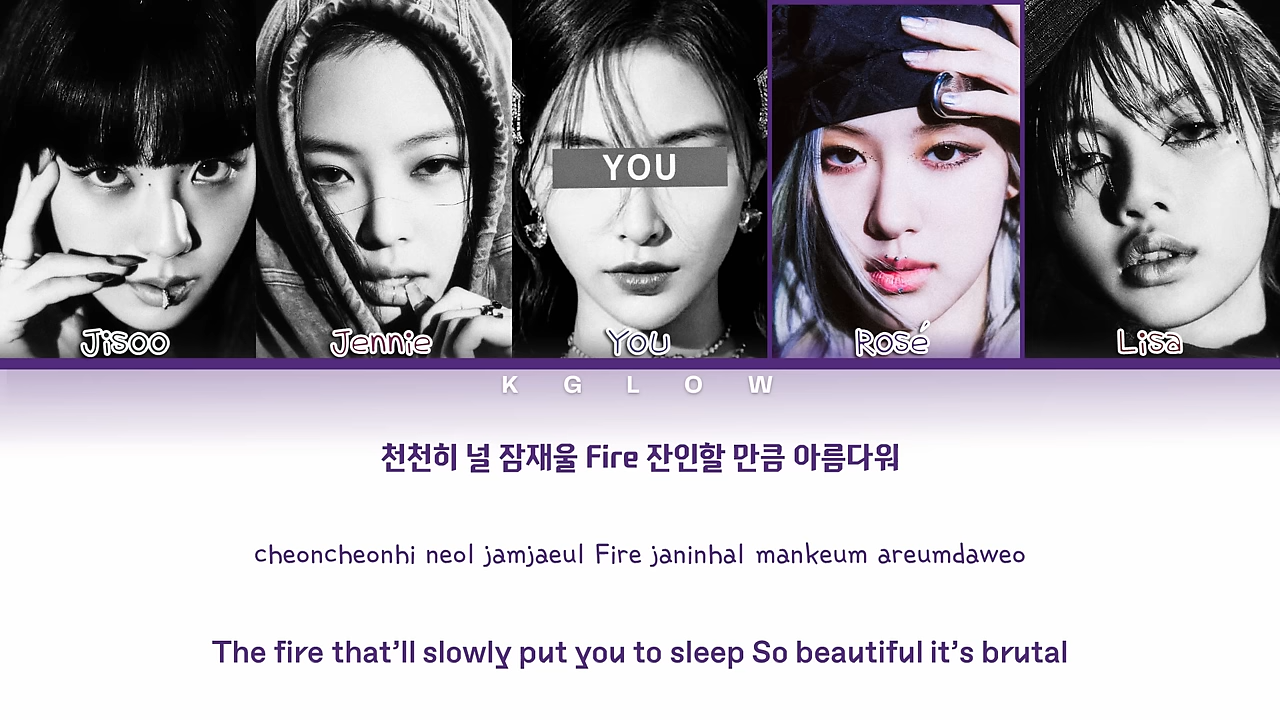 YOU
Jisoo Jennie You Rosé Lisa
K G L O W
천천히 널 잠재울 Fire 잔인할 만큼 아름다워
cheoncheonhi neol jamjaeul Fire janinhal mankeum areumdaweo
The fire that’ll slowly put you to sleep So beautiful it’s brutal